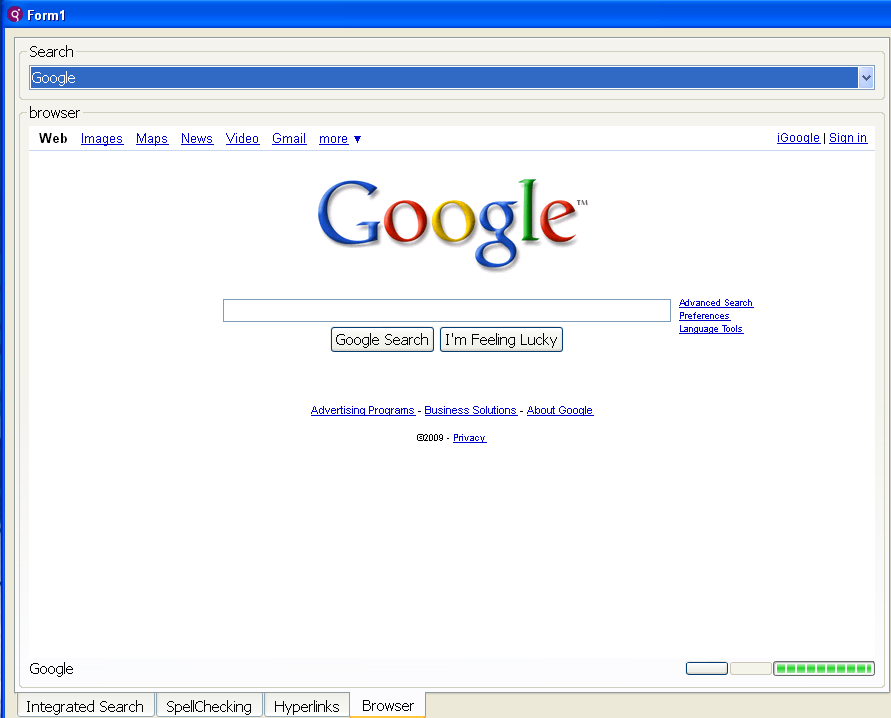 Form1
Search
Google
browser
Web Images Maps News Video Gmail more ▼ iGoogle | Sign in
Google™
Advanced Search
Preferences
Language Tools
Google Search I'm Feeling Lucky
Advertising Programs - Business Solutions - About Google
©2009 - Privacy
Google
Integrated Search SpellChecking Hyperlinks Browser